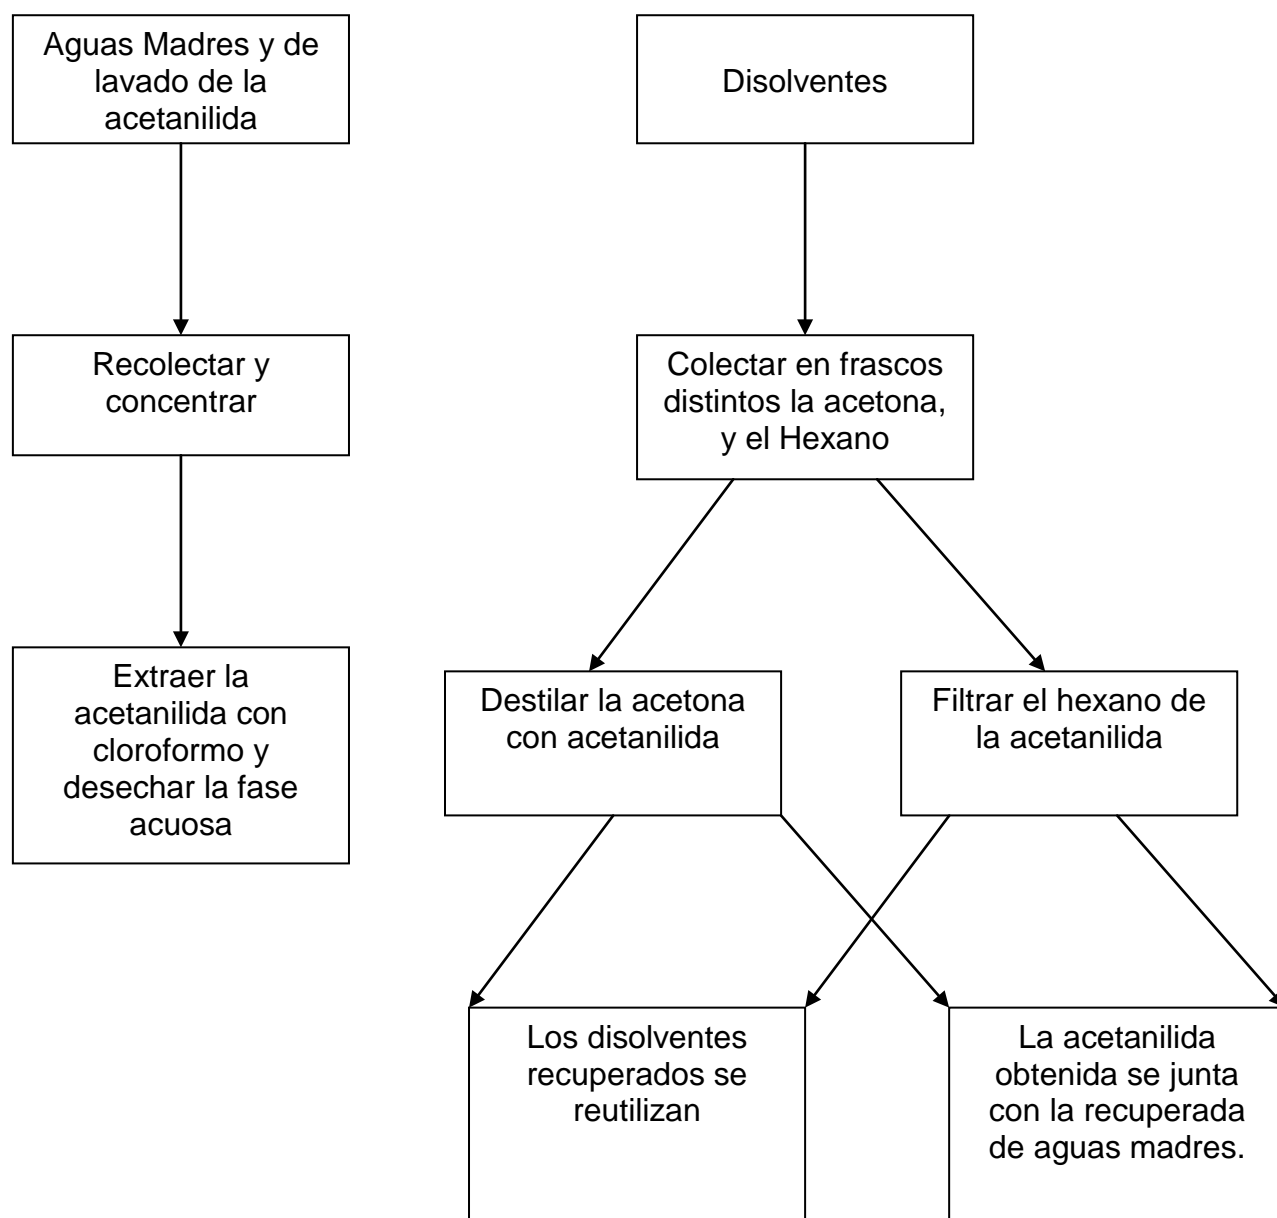 Aguas Madres y de
lavado de la
acetanilida
Disolventes
Recolectar y
concentrar
Colectar en frascos
distintos la acetona,
y el Hexano
Extraer la
acetanilida con
cloroformo y
desechar la fase
acuosa
Destilar la acetona
con acetanilida
Filtrar el hexano de
la acetanilida
Los disolventes
recuperados se
reutilizan
La acetanilida
obtenida se junta
con la recuperada
de aguas madres.